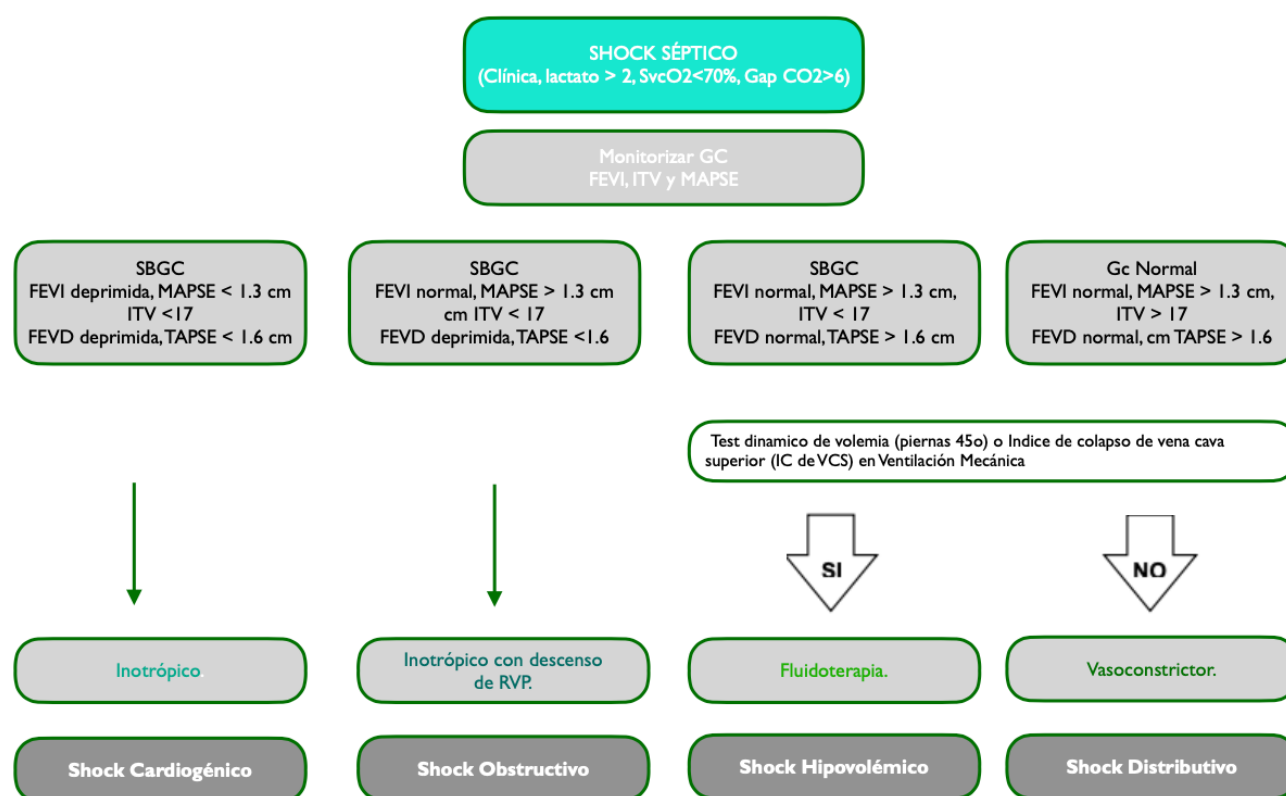 SHOCK SÉPTICO
(Clínica, lactato > 2, SvcO2<70%, Gap CO2>6)
Monitorizar GC
FEVI, ITV y MAPSE
SBGC
FEVI deprimida, MAPSE < 1.3 cm
ITV <17
FEVD deprimida, TAPSE < 1.6 cm
SBGC
FEVI normal, MAPSE > 1.3 cm
cm ITV < 17
FEVD deprimida, TAPSE <1.6
SBGC
FEVI normal, MAPSE > 1.3 cm,
ITV < 17
FEVD normal, TAPSE > 1.6 cm
Gc Normal
FEVI normal, MAPSE > 1.3 cm,
ITV > 17
FEVD normal, cm TAPSE > 1.6
Test dinamico de volemia (piernas 45o) o Indice de colapso de vena cava
superior (IC de VCS) en Ventilación Mecánica
SI
NO
Inotrópico.
Inotrópico con descenso
de RVP.
Fluidoterapia.
Vasoconstrictor.
Shock Cardiogénico
Shock Obstructivo
Shock Hipovolémico
Shock Distributivo